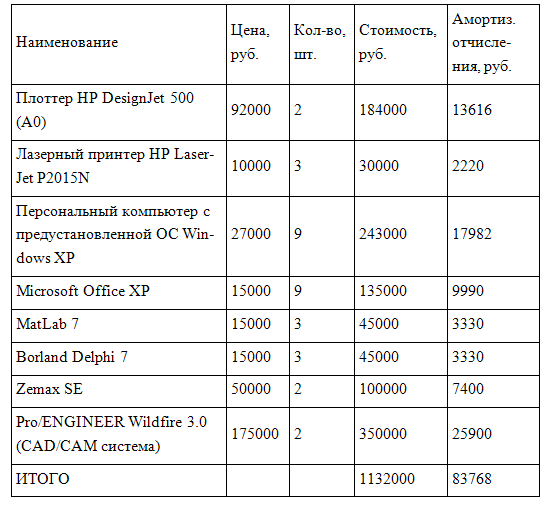 Наименование
Цена,
руб.
Кол-во,
шт.
Стоимость,
руб.
Амортиз.
отчисле-
ния, руб.
Плоттер HP DesignJet 500
(A0)
92000
2
184000
13616
Лазерный принтер HP Laser-
Jet P2015N
10000
3
30000
2220
Персональный компьютер с
предустановленной ОС Win-
dows XP
27000
9
243000
17982
Microsoft Office XP
15000
9
135000
9990
MatLab 7
15000
3
45000
3330
Borland Delphi 7
15000
3
45000
3330
Zemax SE
50000
2
100000
7400
Pro/ENGINEER Wildfire 3.0
(CAD/CAM система)
175000
2
350000
25900
ИТОГО
1132000
83768